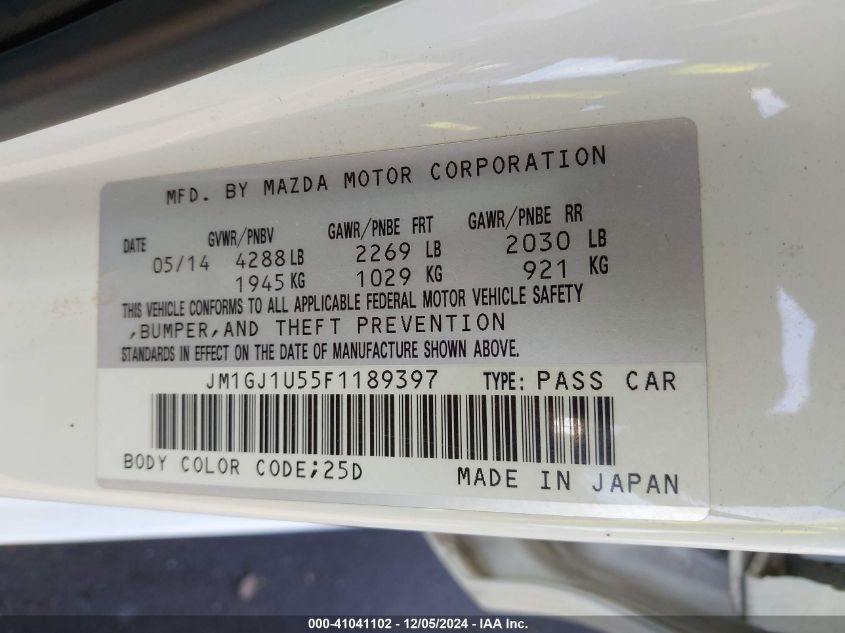 MFD. BY MAZDA MOTOR CORPORATION
DATE GVWR/PNBV GAWR/PNBE FRT GAWR/PNBE RR
05/14 4288 LB 2269 LB 2030 LB
1945 KG 1029 KG 921 KG
THIS VEHICLE CONFORMS TO ALL APPLICABLE FEDERAL MOTOR VEHICLE SAFETY
,BUMPER,AND THEFT PREVENTION
STANDARDS IN EFFECT ON THE DATE OF MANUFACTURE SHOWN ABOVE.
JM1GJ1U55F1189397 TYPE: PASS CAR
BODY COLOR CODE;25D MADE IN JAPAN
000-41041102 - 12/05/2024 - IAA Inc.